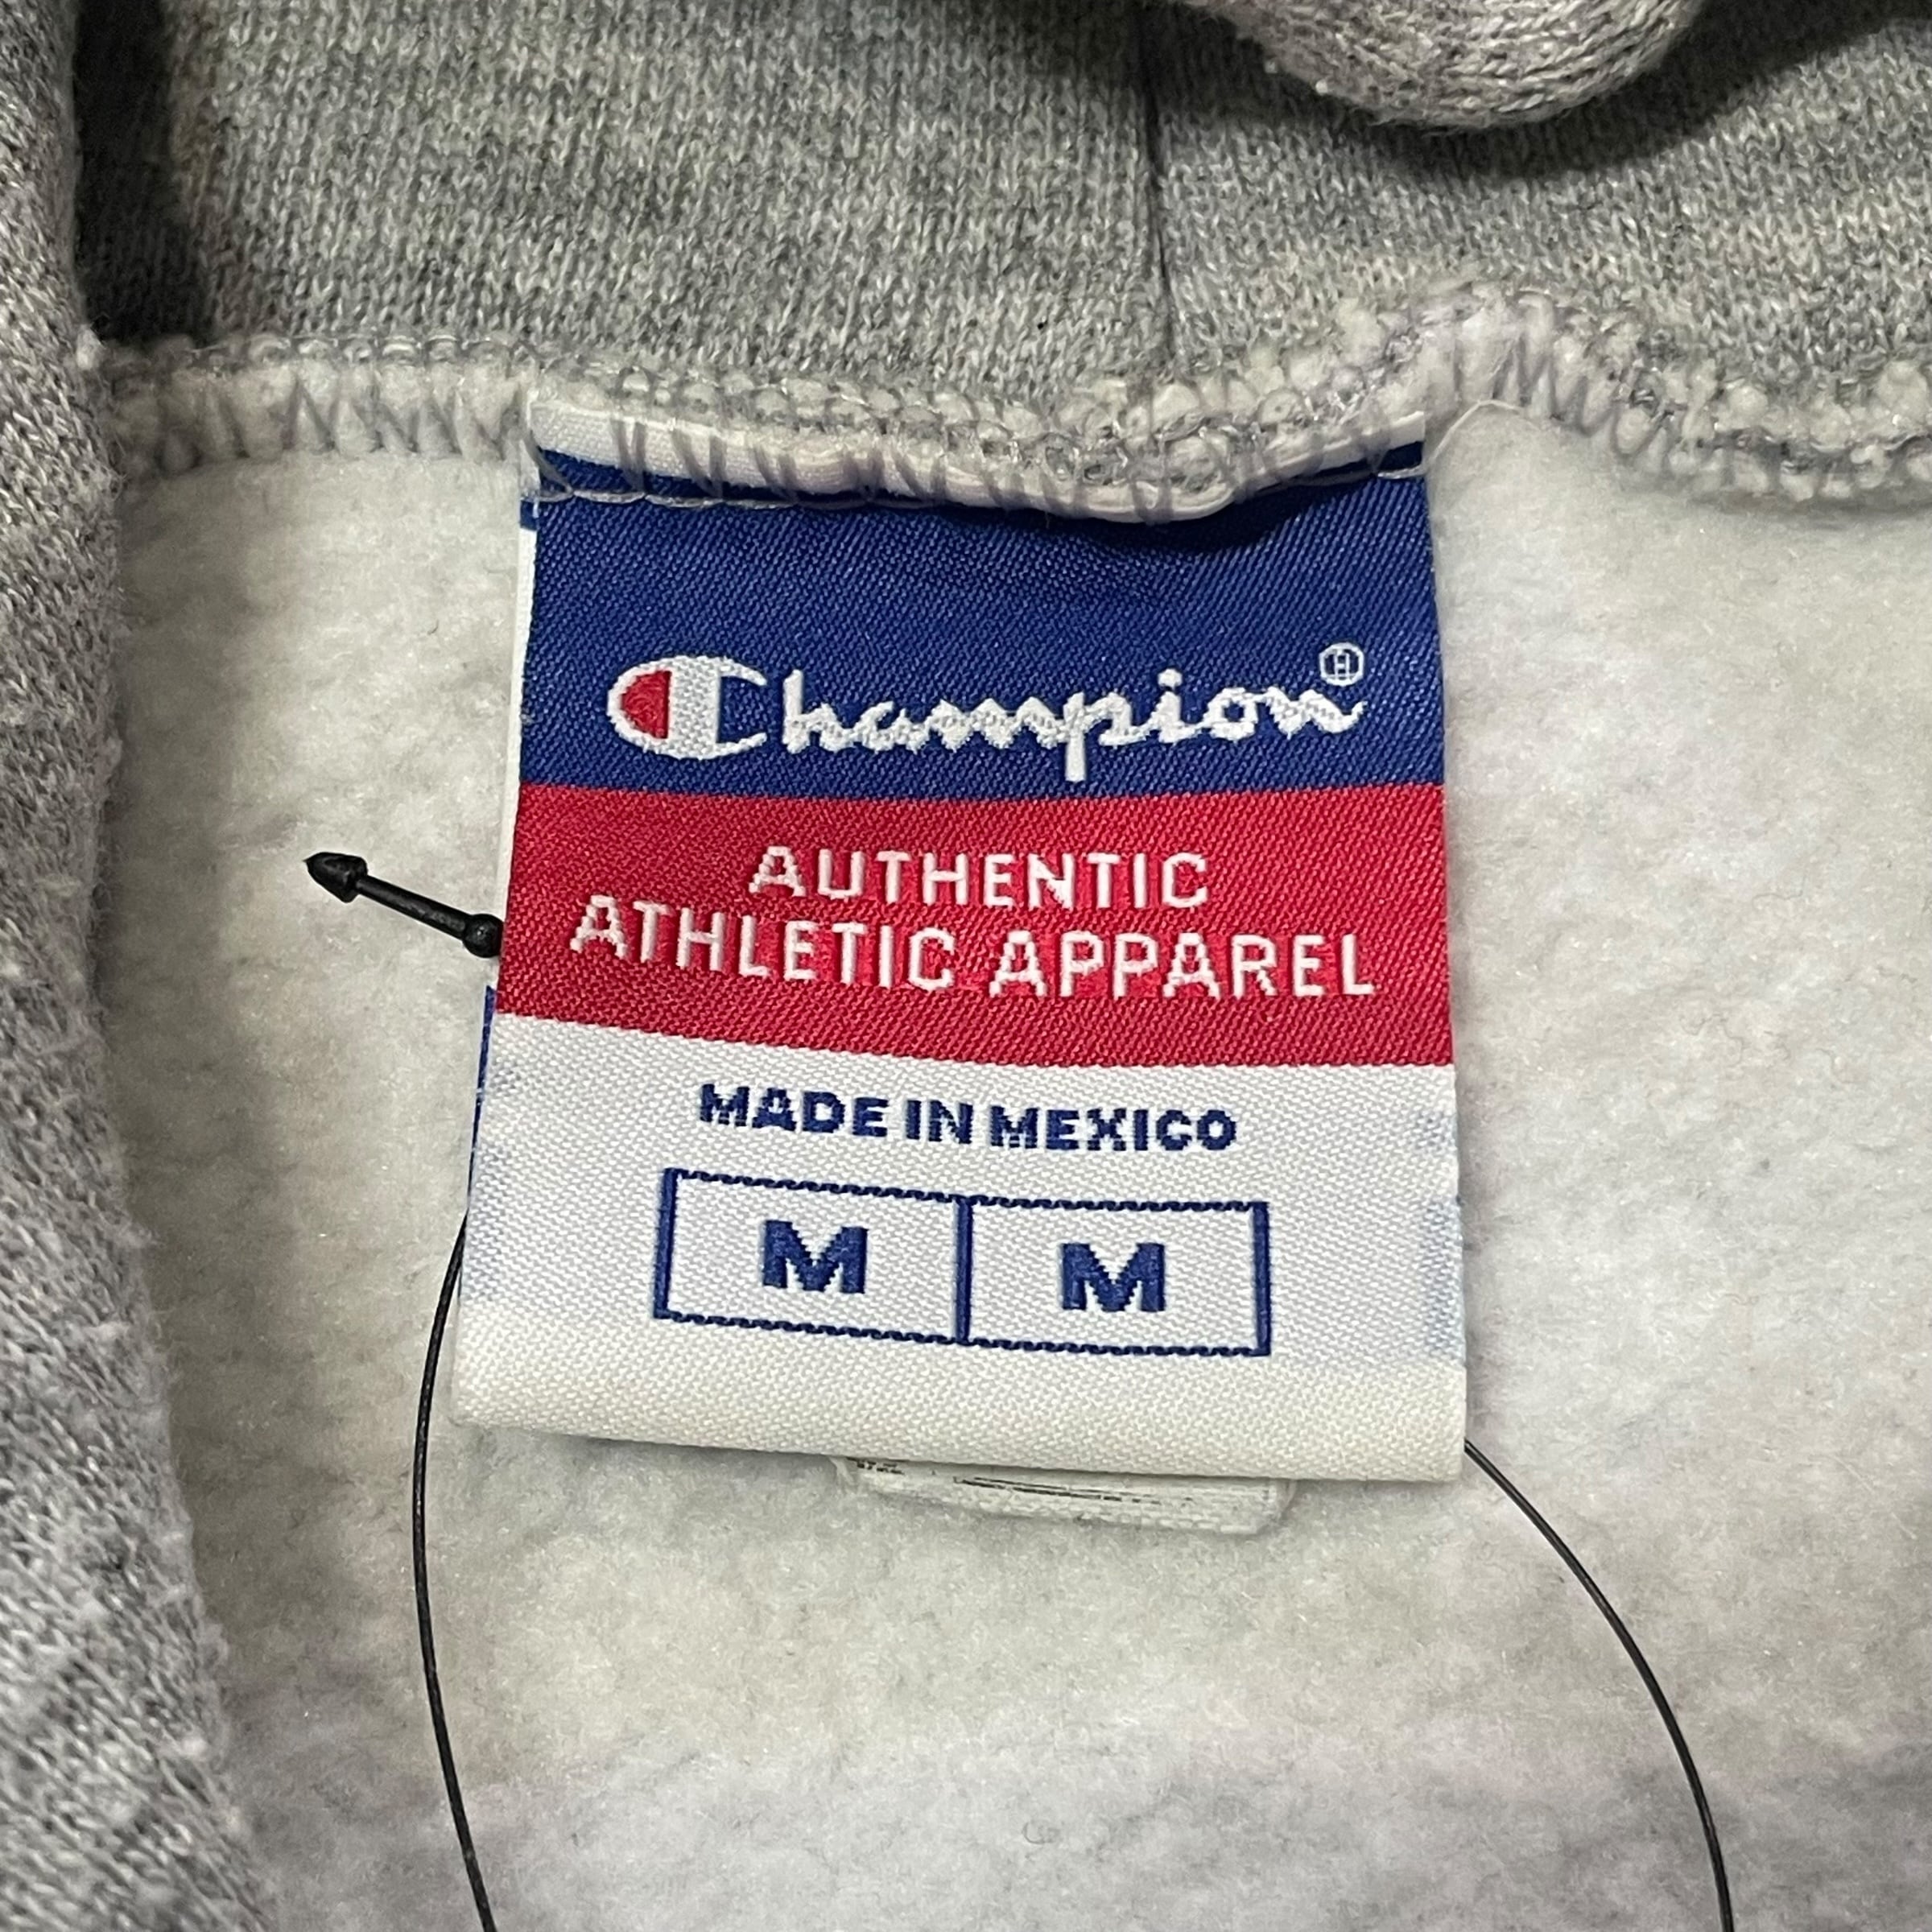 Champion®
AUTHENTIC
ATHLETIC APPAREL
MADE IN MEXICO
M M